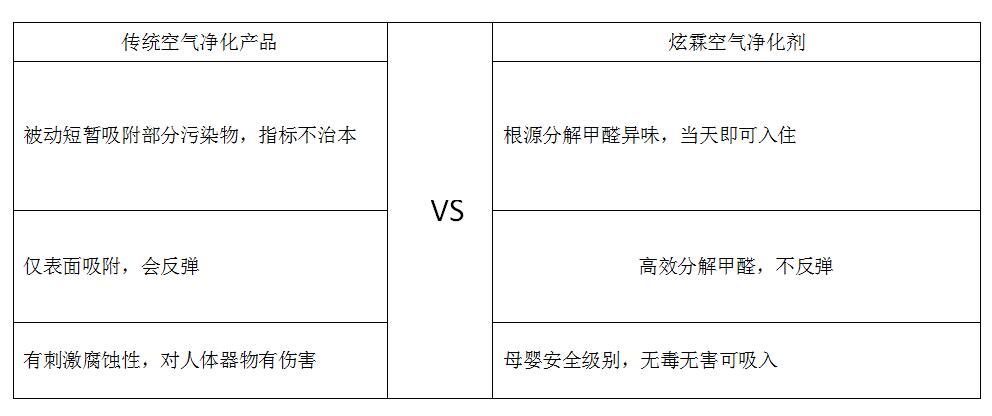 传统空气净化产品
炫霖空气净化剂
被动短暂吸附部分污染物，指标不治本
VS
根源分解甲醛异味，当天即可入住
仅表面吸附，会反弹
高效分解甲醛，不反弹
有刺激腐蚀性，对人体器物有伤害
母婴安全级别，无毒无害可吸入